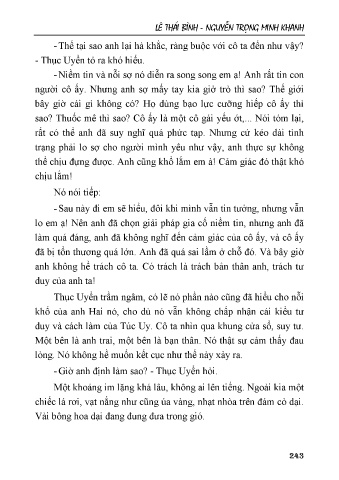 LÊ THÁI BÌNH - NGUYỄN TRỌNG MINH KHANH
- Thế tại sao anh lại hà khắc, ràng buộc với cô ta đến như vậy?
- Thục Uyển tỏ ra khó hiểu.
- Niềm tin và nỗi sợ nó diễn ra song song em ạ! Anh rất tin con
người cô ấy. Nhưng anh sợ mấy tay kia giở trò thì sao? Thế giới
bây giờ cái gì không có? Họ dùng bạo lực cưỡng hiếp cô ấy thì
sao? Thuốc mê thì sao? Cô ấy là một cô gái yếu ớt,... Nói tóm lại,
rất có thể anh đã suy nghĩ quá phức tạp. Nhưng cứ kéo dài tình
trạng phải lo sợ cho người mình yêu như vậy, anh thực sự không
thể chịu đựng được. Anh cũng khổ lắm em à! Cảm giác đó thật khó
chịu lắm!
Nó nói tiếp:
- Sau này đi em sẽ hiểu, đôi khi mình vẫn tin tưởng, nhưng vẫn
lo em ạ! Nên anh đã chọn giải pháp gia cố niềm tin, nhưng anh đã
làm quá đáng, anh đã không nghĩ đến cảm giác của cô ấy, và cô ấy
đã bị tổn thương quá lớn. Anh đã quá sai lầm ở chỗ đó. Và bây giờ
anh không hề trách cô ta. Có trách là trách bản thân anh, trách tư
duy của anh ta!
Thục Uyển trầm ngâm, có lẽ nó phần nào cũng đã hiểu cho nỗi
khổ của anh Hai nó, cho dù nó vẫn không chấp nhận cái kiểu tư
duy và cách làm của Túc Uy. Cô ta nhìn qua khung cửa sổ, suy tư.
Một bên là anh trai, một bên là bạn thân. Nó thật sự cảm thấy đau
lòng. Nó không hề muốn kết cục như thế này xảy ra.
- Giờ anh định làm sao? - Thục Uyển hỏi.
Một khoảng im lặng khá lâu, không ai lên tiếng. Ngoài kia một
chiếc lá rơi, vạt nắng như cũng úa vàng, nhạt nhòa trên đám cỏ dại.
Vài bông hoa dại đang đung đưa trong gió.
243